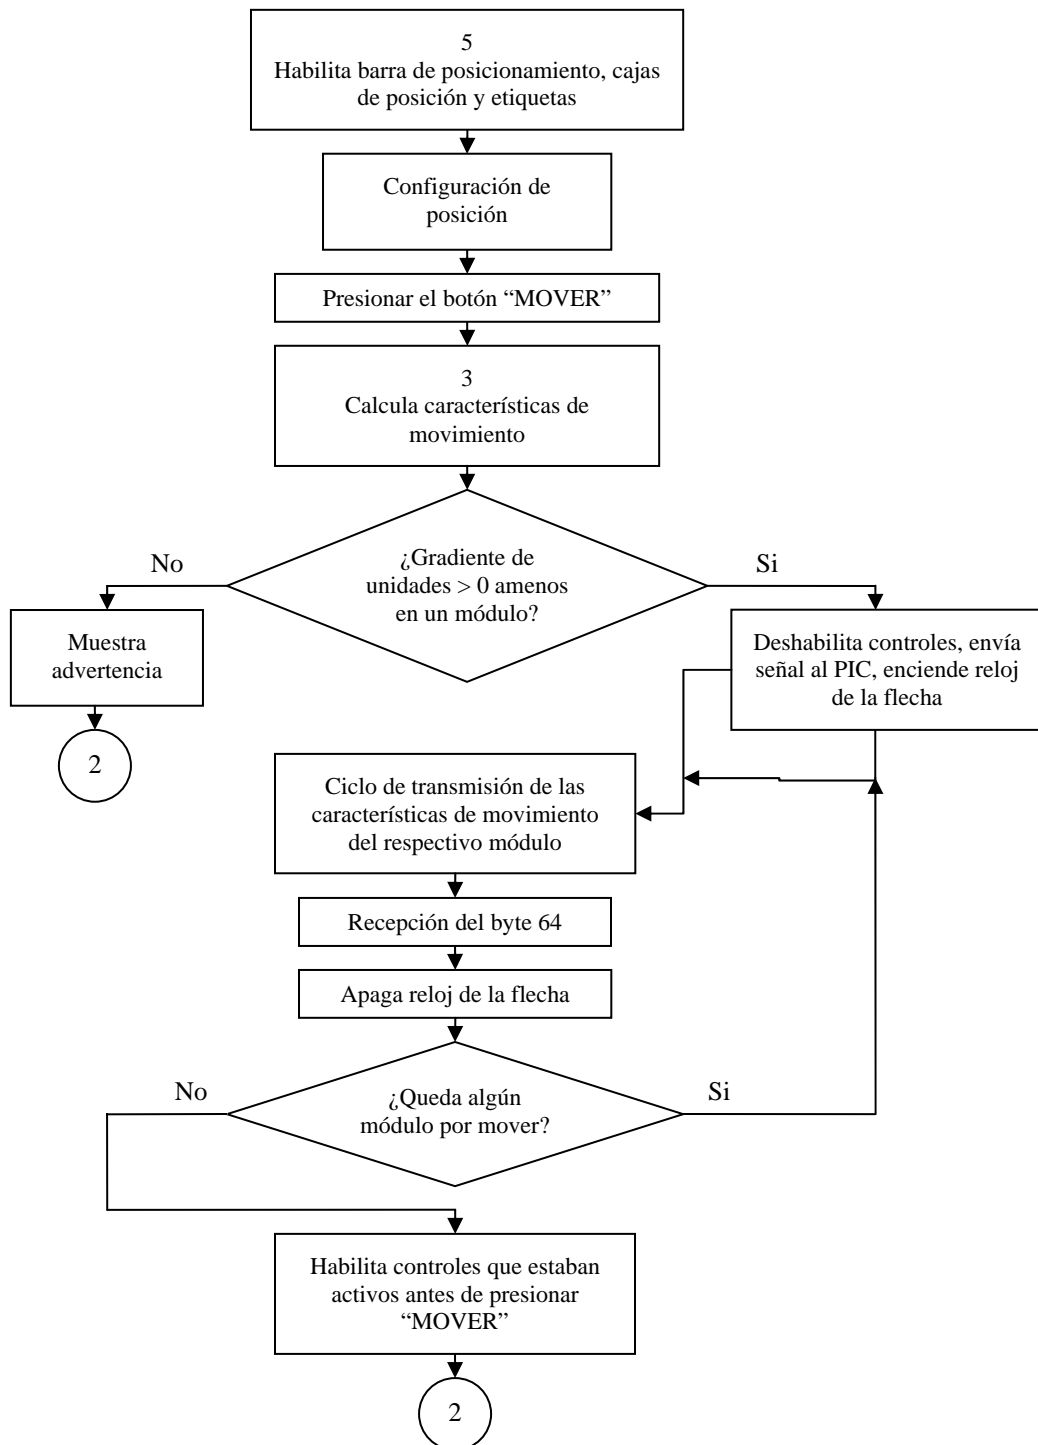 5
Habilita barra de posicionamiento, cajas
de posición y etiquetas
Configuración de
posición
Presionar el botón “MOVER”
3
Calcula características de
movimiento
¿Gradiente de
unidades > 0 amenos
en un módulo?
No
Si
Muestra
advertencia
Deshabilita controles, envía
señal al PIC, enciende reloj
de la flecha
2
Ciclo de transmisión de las
características de movimiento
del respectivo módulo
Recepción del byte 64
Apaga reloj de la flecha
¿Queda algún
módulo por mover?
No
Si
Habilita controles que estaban
activos antes de presionar
“MOVER”
2